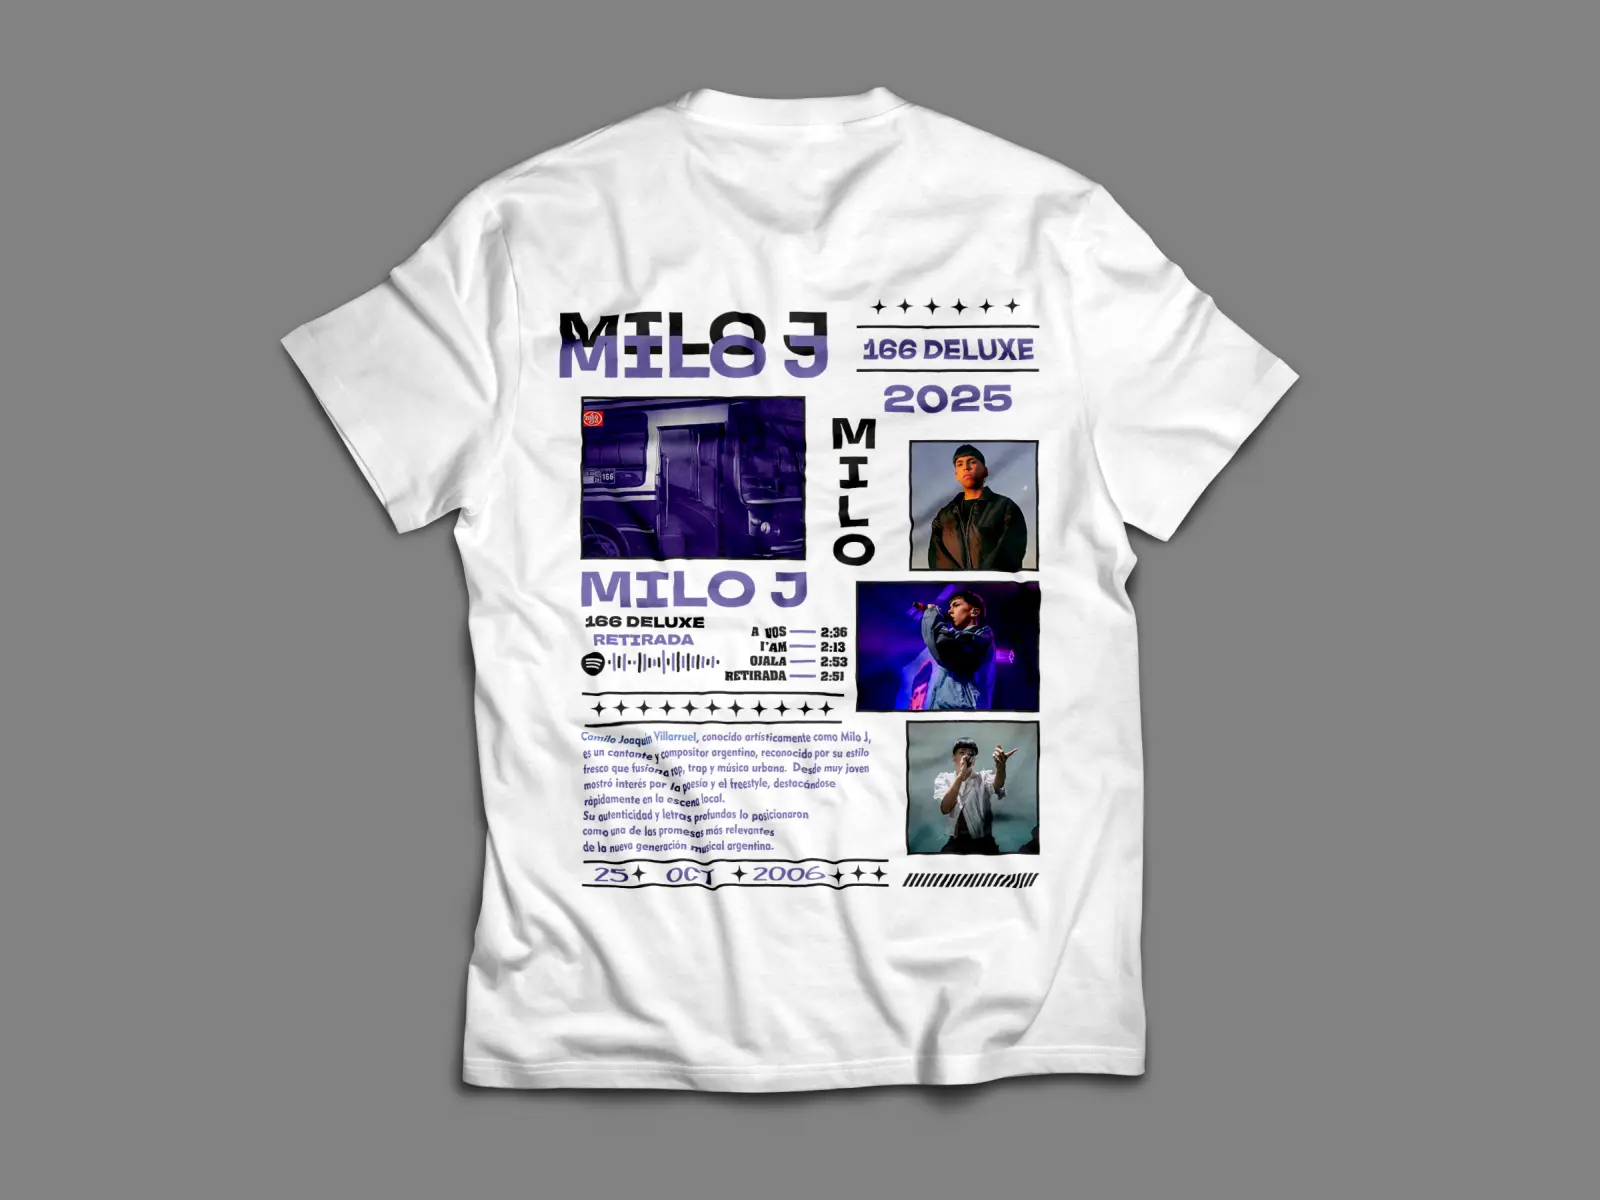 MILO J
MILO J
166 DELUXE
2025
166
MILO
MILO J
166 DELUXE
RETIRADA
A VOS 2:36
I'AM 2:13
OJALA 2:53
RETIRADA 2:51
Camilo Joaquín Villarruel, conocido artísticamente como Milo J,
es un cantante y compositor argentino, reconocido por su estilo
fresco que fusiona rap, trap y música urbana. Desde muy joven
mostró interés por la poesía y el freestyle, destacándose
rápidamente en la escena local.
Su autenticidad y letras profundas lo posicionaron
como una de las promesas más relevantes
de la nueva generación musical argentina.
25 OCT 2006